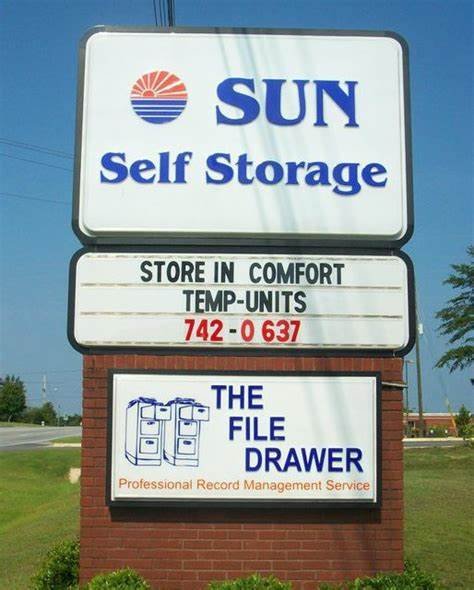 SUN
Self Storage
STORE IN COMFORT
TEMP-UNITS
742-0637
THE
FILE
DRAWER
Professional Record Management Service